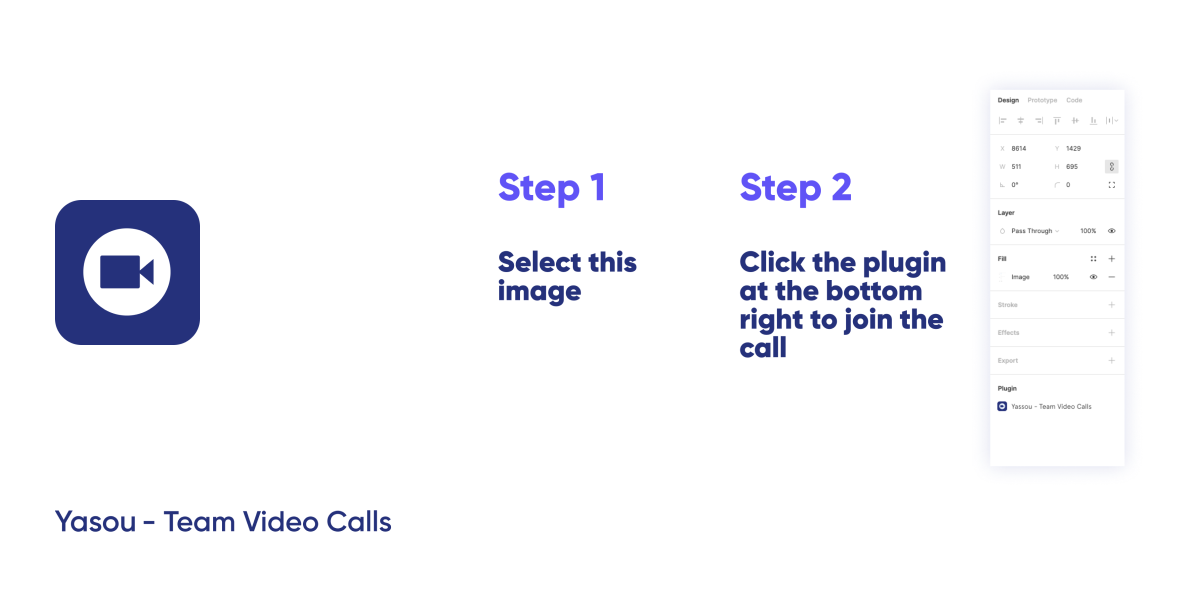 Yasou - Team Video Calls
Step 1
Select this
image
Step 2
Click the plugin
at the bottom
right to join the
call
Design Prototype Code
X 8614 Y 1429
W 511 H 695
0° 0
Layer
Pass Through 100%
Fill
Image 100%
Stroke
Effects
Export
Plugin
Yassou - Team Video Calls